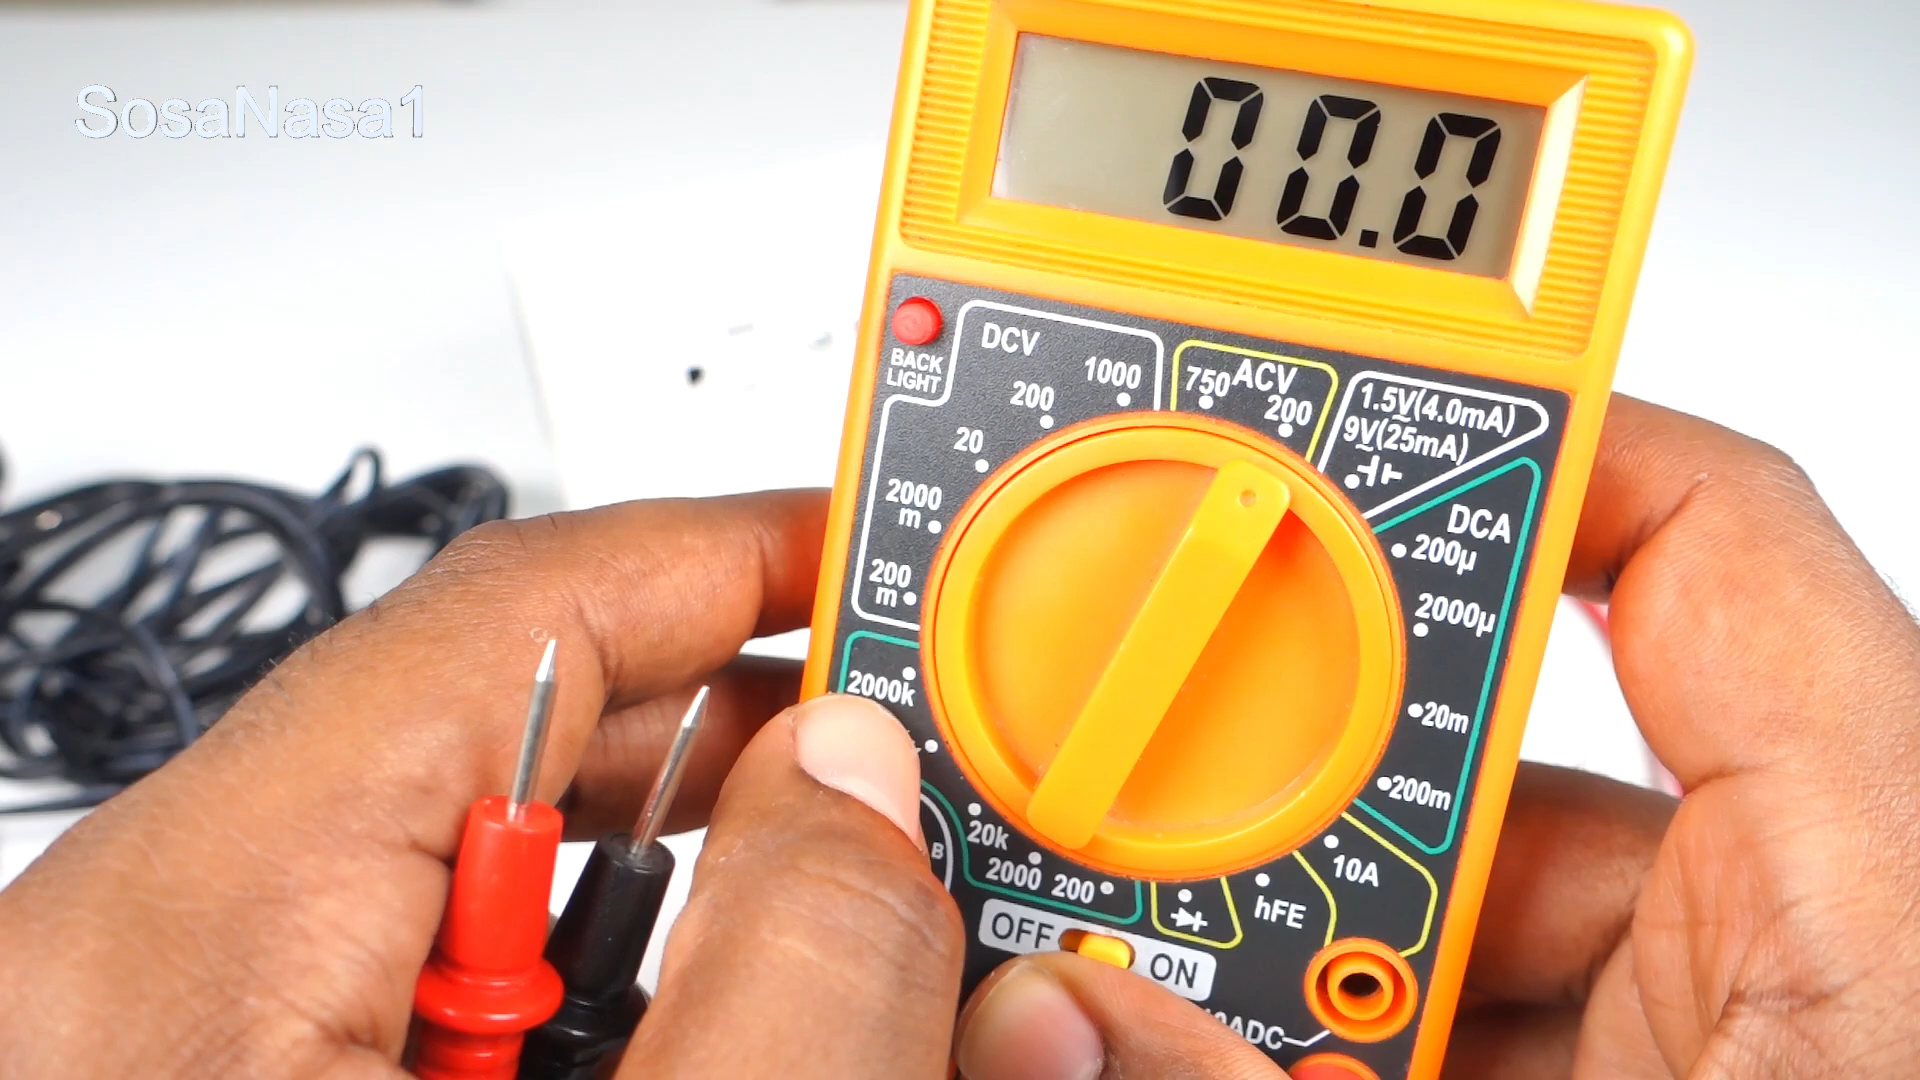 SosaNasa1
00.0
BACK
LIGHT
DCV
200
1000
20
2000
m
200
m
ACV
750
200
1.5V(4.0mA)
9V(25mA)
DCA
200µ
2000µ
20m
200m
10A
hFE
2000k
20k
2000 200
B
OFF
ON